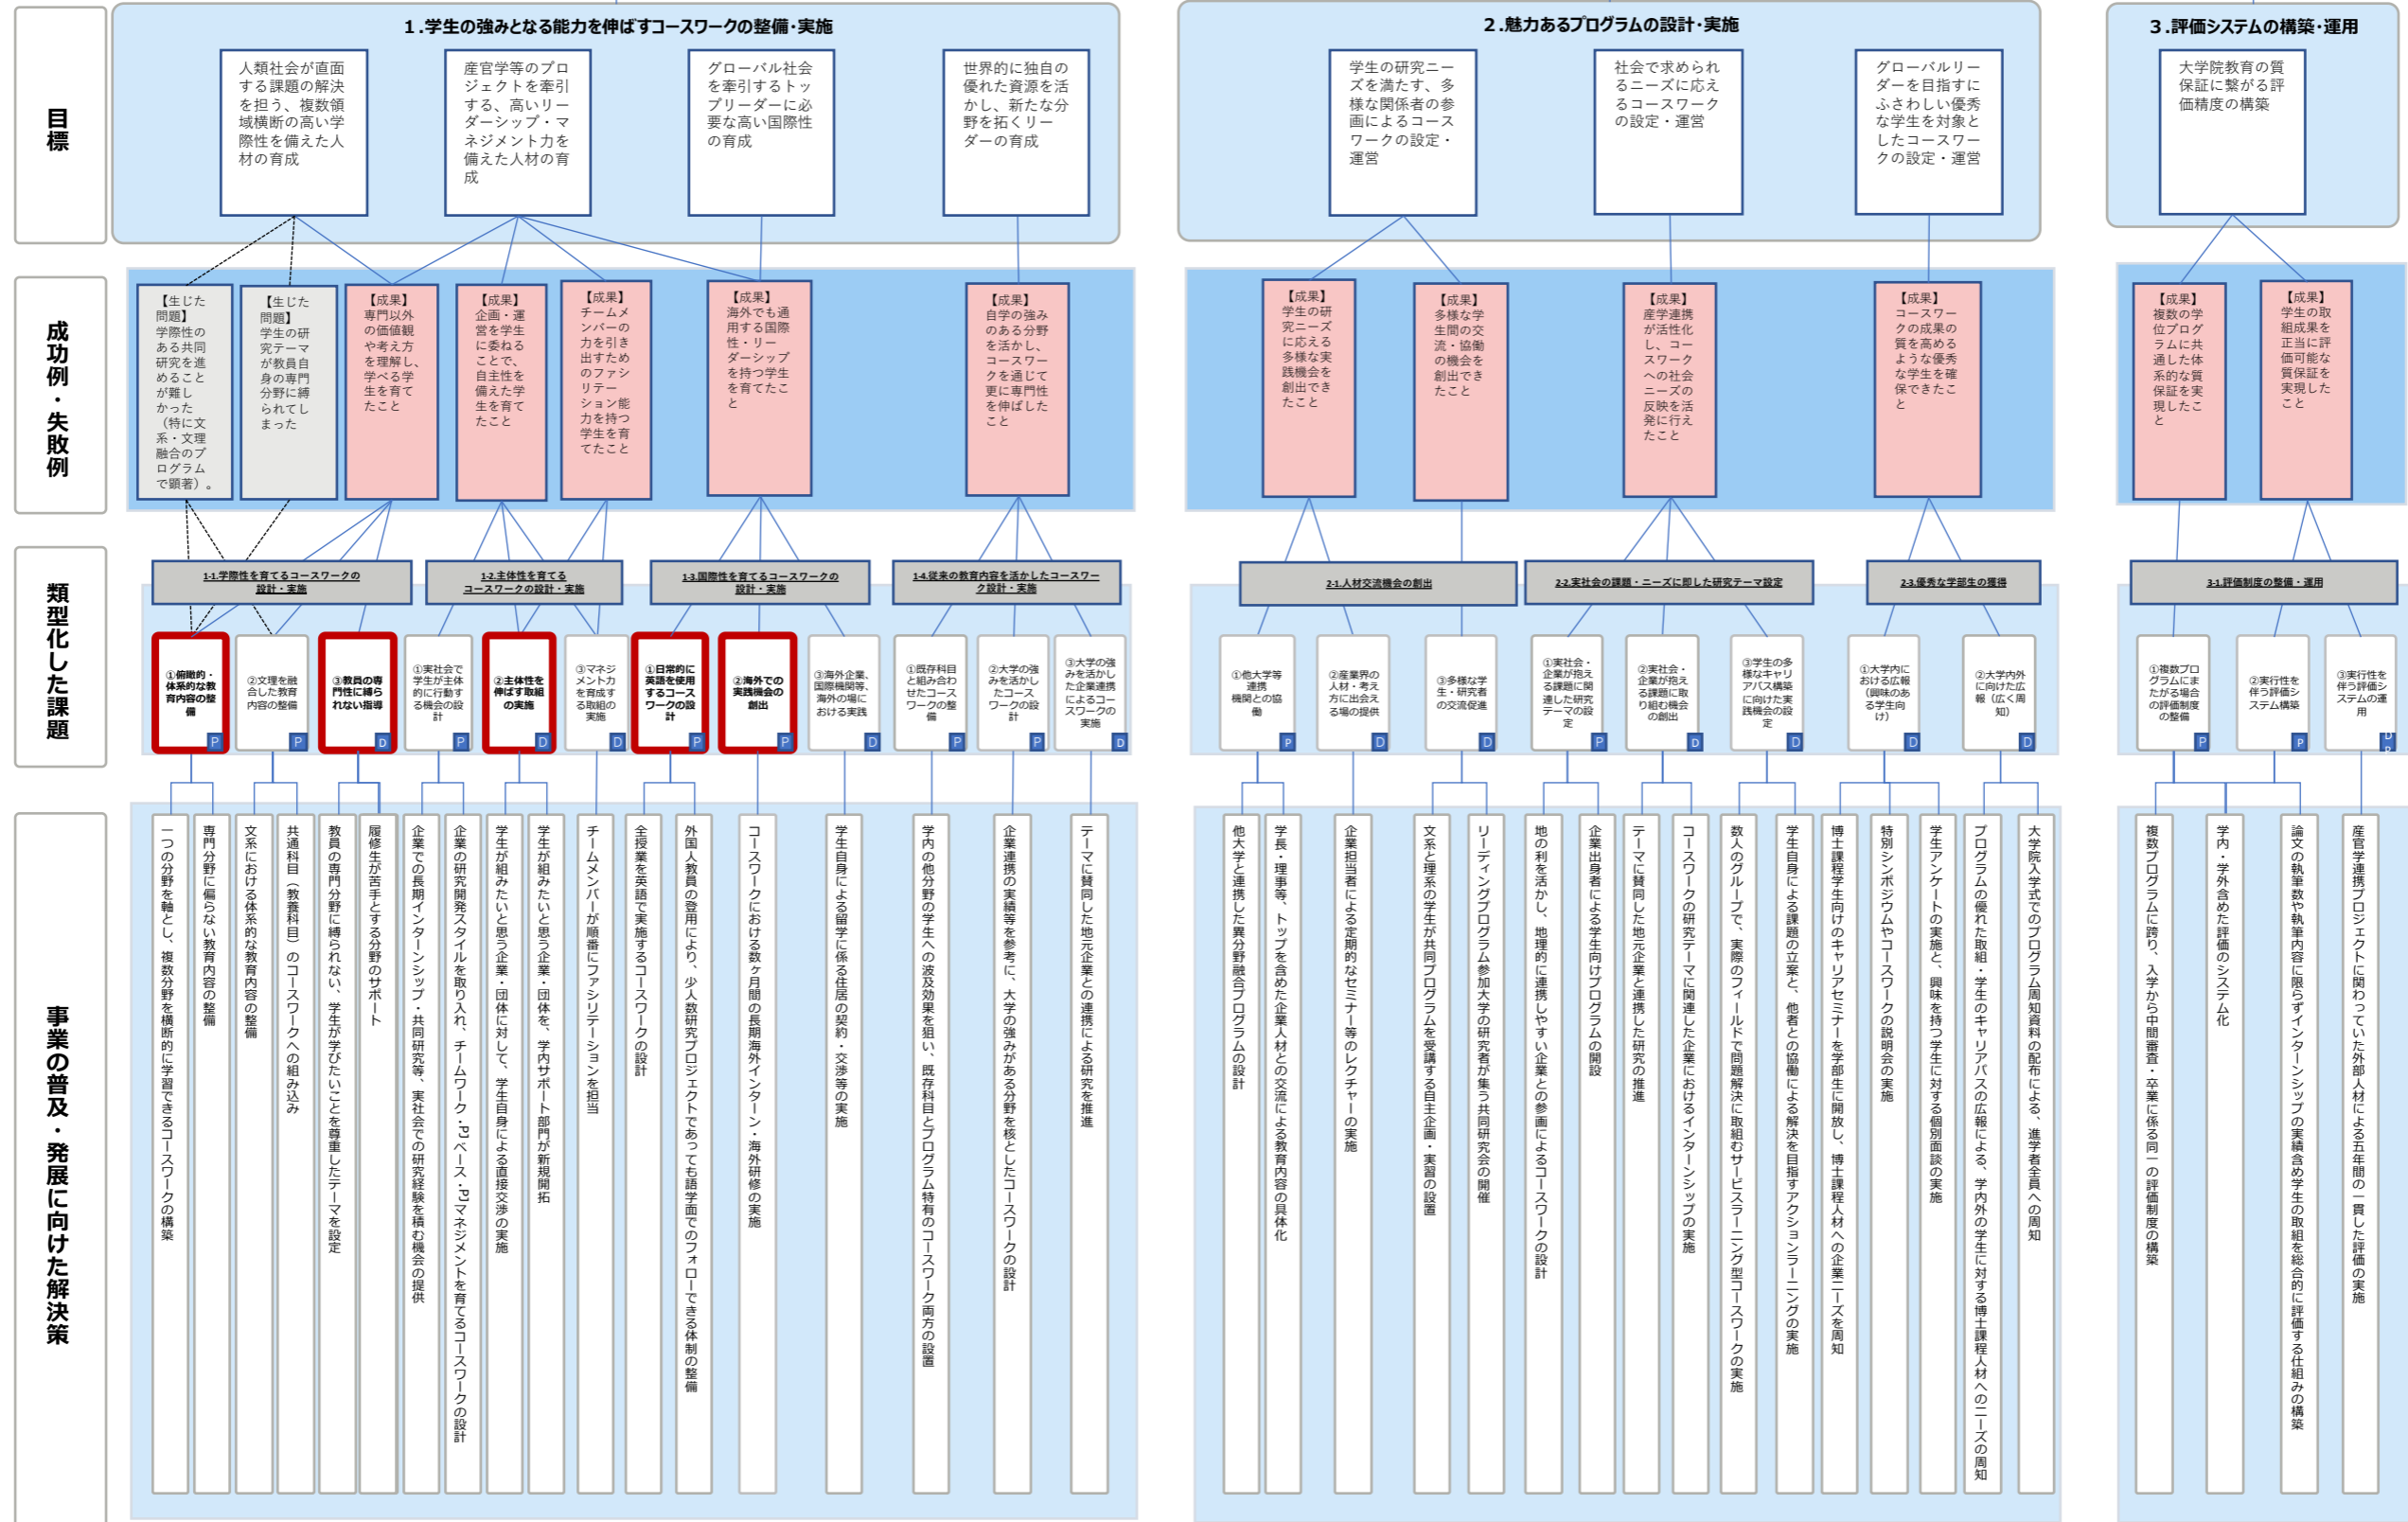 1.学生の強みとなる能力を伸ばすコースワークの整備・実施
2.魅力あるプログラムの設計・実施
3.評価システムの構築・運用
目標
人類社会が直面
する課題の解決
を担う、複数領
域横断の高い学
際性を備えた人
材の育成
産官学等のプロ
ジェクトを牽引
する、高いリー
ダーシップ・マ
ネジメント力を
備えた人材の育
成
グローバル社会
を牽引するトッ
プリーダーに必
要な高い国際性
の育成
世界的に独自の
優れた資源を活
かし、新たな分
野を拓くリー
ダーの育成
学生の研究ニー
ズを満たす、多
様な関係者の参
画によるコース
ワークの設定・
運営
社会で求められ
るニーズに応え
るコースワーク
の設定・運営
グローバルリー
ダーを目指すに
ふさわしい優秀
な学生を対象と
したコースワー
クの設定・運営
大学院教育の質
保証に繋がる評
価精度の構築
成功例・失敗例
【生じた
問題】
学際性の
ある共同
研究を進
めること
が難し
かった
（特に文
系・文理
融合のプ
ログラム
で顕著）。
【生じた
問題】
学生の研
究テーマ
が教員自
身の専門
分野に縛
られてし
まった
【成果】
専門以外
の価値観
や考え方
を理解し、
学べる学
生を育て
たこと
【成果】
企画・運
営を学生
に委ねる
ことで、
自主性を
備えた学
生を育て
たこと
【成果】
チームメ
ンバーの
力を引き
出すため
のファシ
リテー
ション能
力を持つ
学生を育
てたこと
【成果】
海外でも通
用する国際
性・リー
ダーシップ
を持つ学生
を育てたこ
と
【成果】
自学の強み
のある分野
を活かし、
コースワー
クを通じて
更に専門性
を伸ばした
こと
【成果】
学生の研
究ニーズ
に応える
多様な実
践機会を
創出でき
たこと
【成果】
多様な学
生間の交
流・協働
の機会を
創出でき
たこと
【成果】
産学連携
が活性化
し、コー
スワーク
への社会
ニーズの
反映を活
発に行え
たこと
【成果】
コースワー
クの成果の
質を高める
ような優秀
な学生を確
保できたこ
と
【成果】
複数の学
位プログ
ラムに共
通した体
系的な質
保証を実
現したこ
と
【成果】
学生の取
組成果を
正当に評
価可能な
質保証を
実現した
こと
類型化した課題
1-1.学際性を育てるコースワークの
設計・実施
1-2.主体性を育てる
コースワークの設計・実施
1-3.国際性を育てるコースワークの
設計・実施
1-4.従来の教育内容を活かしたコースワー
ク設計・実施
2-1.人材交流機会の創出
2-2.実社会の課題・ニーズに即した研究テーマ設定
2-3.優秀な学部生の獲得
3-1.評価制度の整備・運用
①俯瞰的・
体系的な教
育内容の整
備
P
②文理を融
合した教育
内容の整備
P
③教員の専
門性に縛ら
れない指導
D
①実社会で
学生が主体
的に行動す
る機会の設
計
P
②主体性を
伸ばす取組
の実施
D
③マネジ
メント力
を育成す
る取組の
実施
D
①日常的に
英語を使用
するコース
ワークの設
計
P
②海外での
実践機会の
創出
P
③海外企業、
国際機関等、
海外の場に
おける実践
D
①既存科目
と組み合わ
せたコース
ワークの整
備
P
②大学の強
みを活かし
たコース
ワークの設
計
P
③大学の強
みを活かし
た企業連携
によるコー
スワークの
実施
D
①他大学等
連携
機関との協
働
P
②産業界の
人材・考え
方に出会え
る場の提供
D
③多様な学
生・研究者
の交流促進
D
①実社会・
企業が抱え
る課題に関
連した研究
テーマの設
定
P
②実社会・
企業が抱え
る課題に取
り組む機会
の創出
D
③学生の多
様なキャリ
アパス構築
に向けた実
践機会の設
定
D
①大学内に
おける広報
（興味のあ
る学生向
け）
D
②大学内外
に向けた広
報（広く周
知）
D
①複数プロ
グラムにま
たがる場合
の評価制度
の整備
P
②実行性を
伴う評価シ
ステム構築
P
③実行性を
伴う評価シ
ステムの運
用
事業の普及・発展に向けた解決策
一つの分野を軸とし、複数分野を横断的に学習できるコースワークの構築
専門分野に偏らない教育内容の整備
文系における体系的な教育内容の整備
共通科目（教養科目）のコースワークへの組み込み
教員の専門分野に縛られない、学生が学びたいことを尊重したテーマを設定
履修生が苦手とする分野のサポート
企業での長期インターンシップ・共同研究等、実社会での研究経験を積む機会の提供
企業の研究開発スタイルを取り入れ、チームワーク・PJベース・PJマネジメントを育てるコースワークの設計
学生が組みたいと思う企業・団体に対して、学生自身による直接交渉の実施
学生が組みたいと思う企業・団体を、学内サポート部門が新規開拓
チームメンバーが順番にファシリテーションを担当
全授業を英語で実施するコースワークの設計
外国人教員の登用により、少人数研究プロジェクトであっても語学面でのフォローできる体制の整備
コースワークにおける数ヶ月間の長期海外インターン・海外研修の実施
学生自身による留学に係る住居の契約・交渉等の実施
学内の他分野の学生への波及効果を狙い、既存科目とプログラム特有のコースワーク両方の設置
企業連携の実績等を参考に、大学の強みがある分野を核としたコースワークの設計
テーマに賛同した地元企業との連携による研究を推進
他大学と連携した異分野融合プログラムの設計
学長・理事等、トップを含めた企業人材との交流による教育内容の具体化
企業担当者による定期的なセミナー等のレクチャーの実施
文系と理系の学生が共同プログラムを受講する自主企画・実習の設置
リーディングプログラム参加大学の研究者が集う共同研究会の開催
地の利を活かし、地理的に連携しやすい企業との参画によるコースワークの設計
企業出身者による学生向けプログラムの開設
テーマに賛同した地元企業と連携した研究の推進
コースワークの研究テーマに関連した企業におけるインターンシップの実施
数人のグループで、実際のフィールドで問題解決に取組むサービスラーニング型コースワークの実施
学生自身による課題の立案と、他者との協働による解決を目指すアクションラーニングの実施
博士課程学生向けのキャリアセミナーを学部生に開放し、博士課程人材への企業ニーズを周知
特別シンポジウムやコースワークの説明会の実施
学生アンケートの実施と、興味を持つ学生に対する個別面談の実施
プログラムの優れた取組・学生のキャリアパスの広報による、学内外の学生に対する博士課程人材へのニーズの周知
大学院入学式でのプログラム周知資料の配布による、進学者全員への周知
複数プログラムに跨り、入学から中間審査・卒業に係る同一の評価制度の構築
学内・学外含めた評価のシステム化
論文の執筆数や執筆内容に限らずインターンシップの実績含め学生の取組を総合的に評価する仕組みの構築
産官学連携プロジェクトに関わっていた外部人材による五年間の一貫した評価の実施